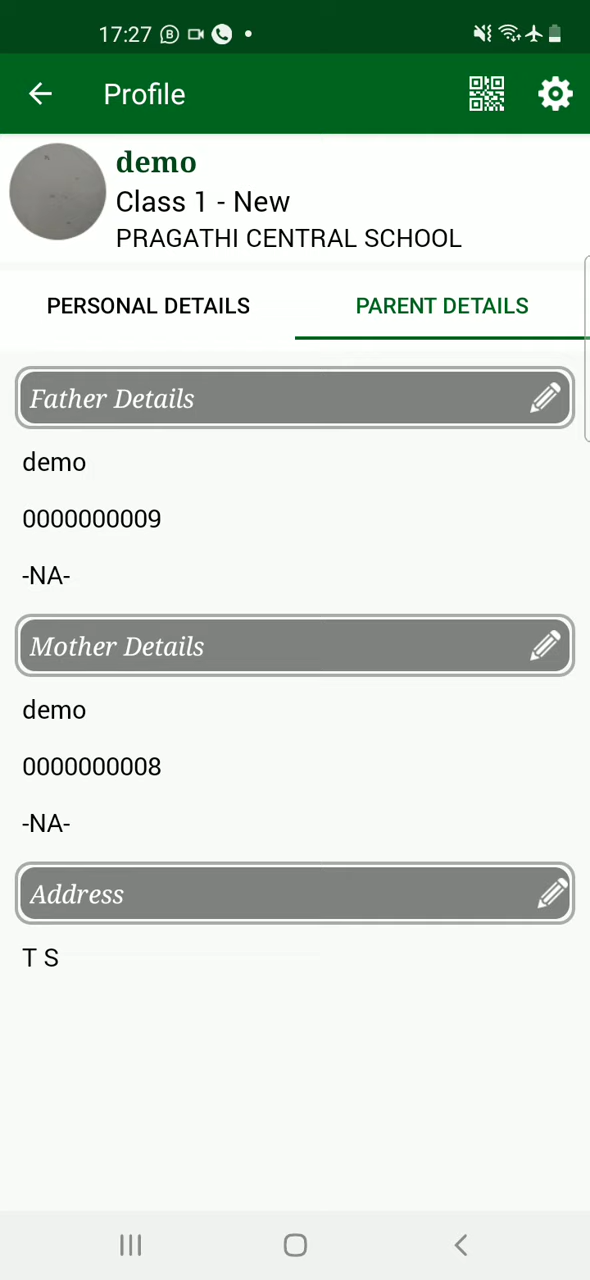 17:27
Profile
demo
Class 1 - New
PRAGATHI CENTRAL SCHOOL
PERSONAL DETAILS
PARENT DETAILS
Father Details
demo
0000000009
-NA-
Mother Details
demo
0000000008
-NA-
Address
T S